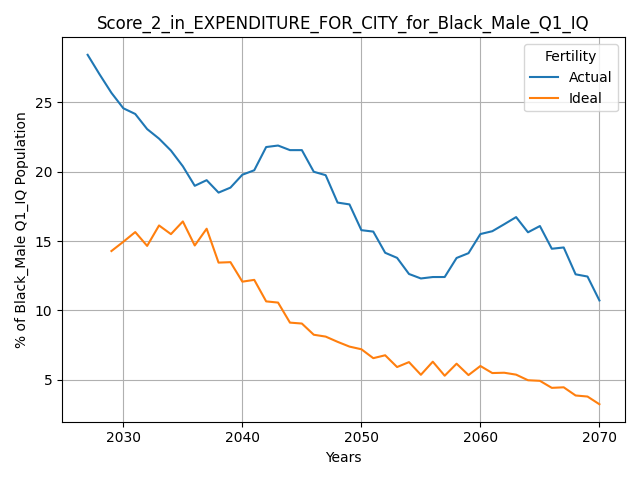 Score_2_in_EXPENDITURE_FOR_CITY_for_Black_Male_Q1_IQ
Fertility
Actual
Ideal
% of Black_Male Q1_IQ Population
25
20
15
10
5
2030 2040 2050 2060 2070
Years